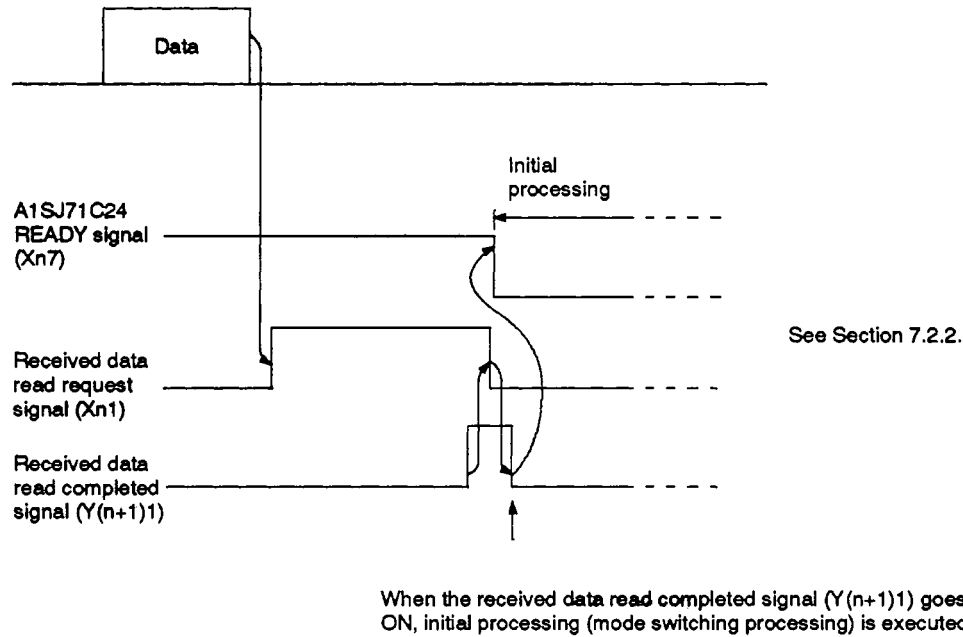 Data
Initial
processing
A1SJ71C24
READY signal
(Xn7)
See Section 7.2.2.
Received data
read request
signal (Xn1)
Received data
read completed
signal (Y(n+1)1)
When the received data read completed signal (Y(n+1)1) goes
ON, initial processing (mode switching processing) is executed